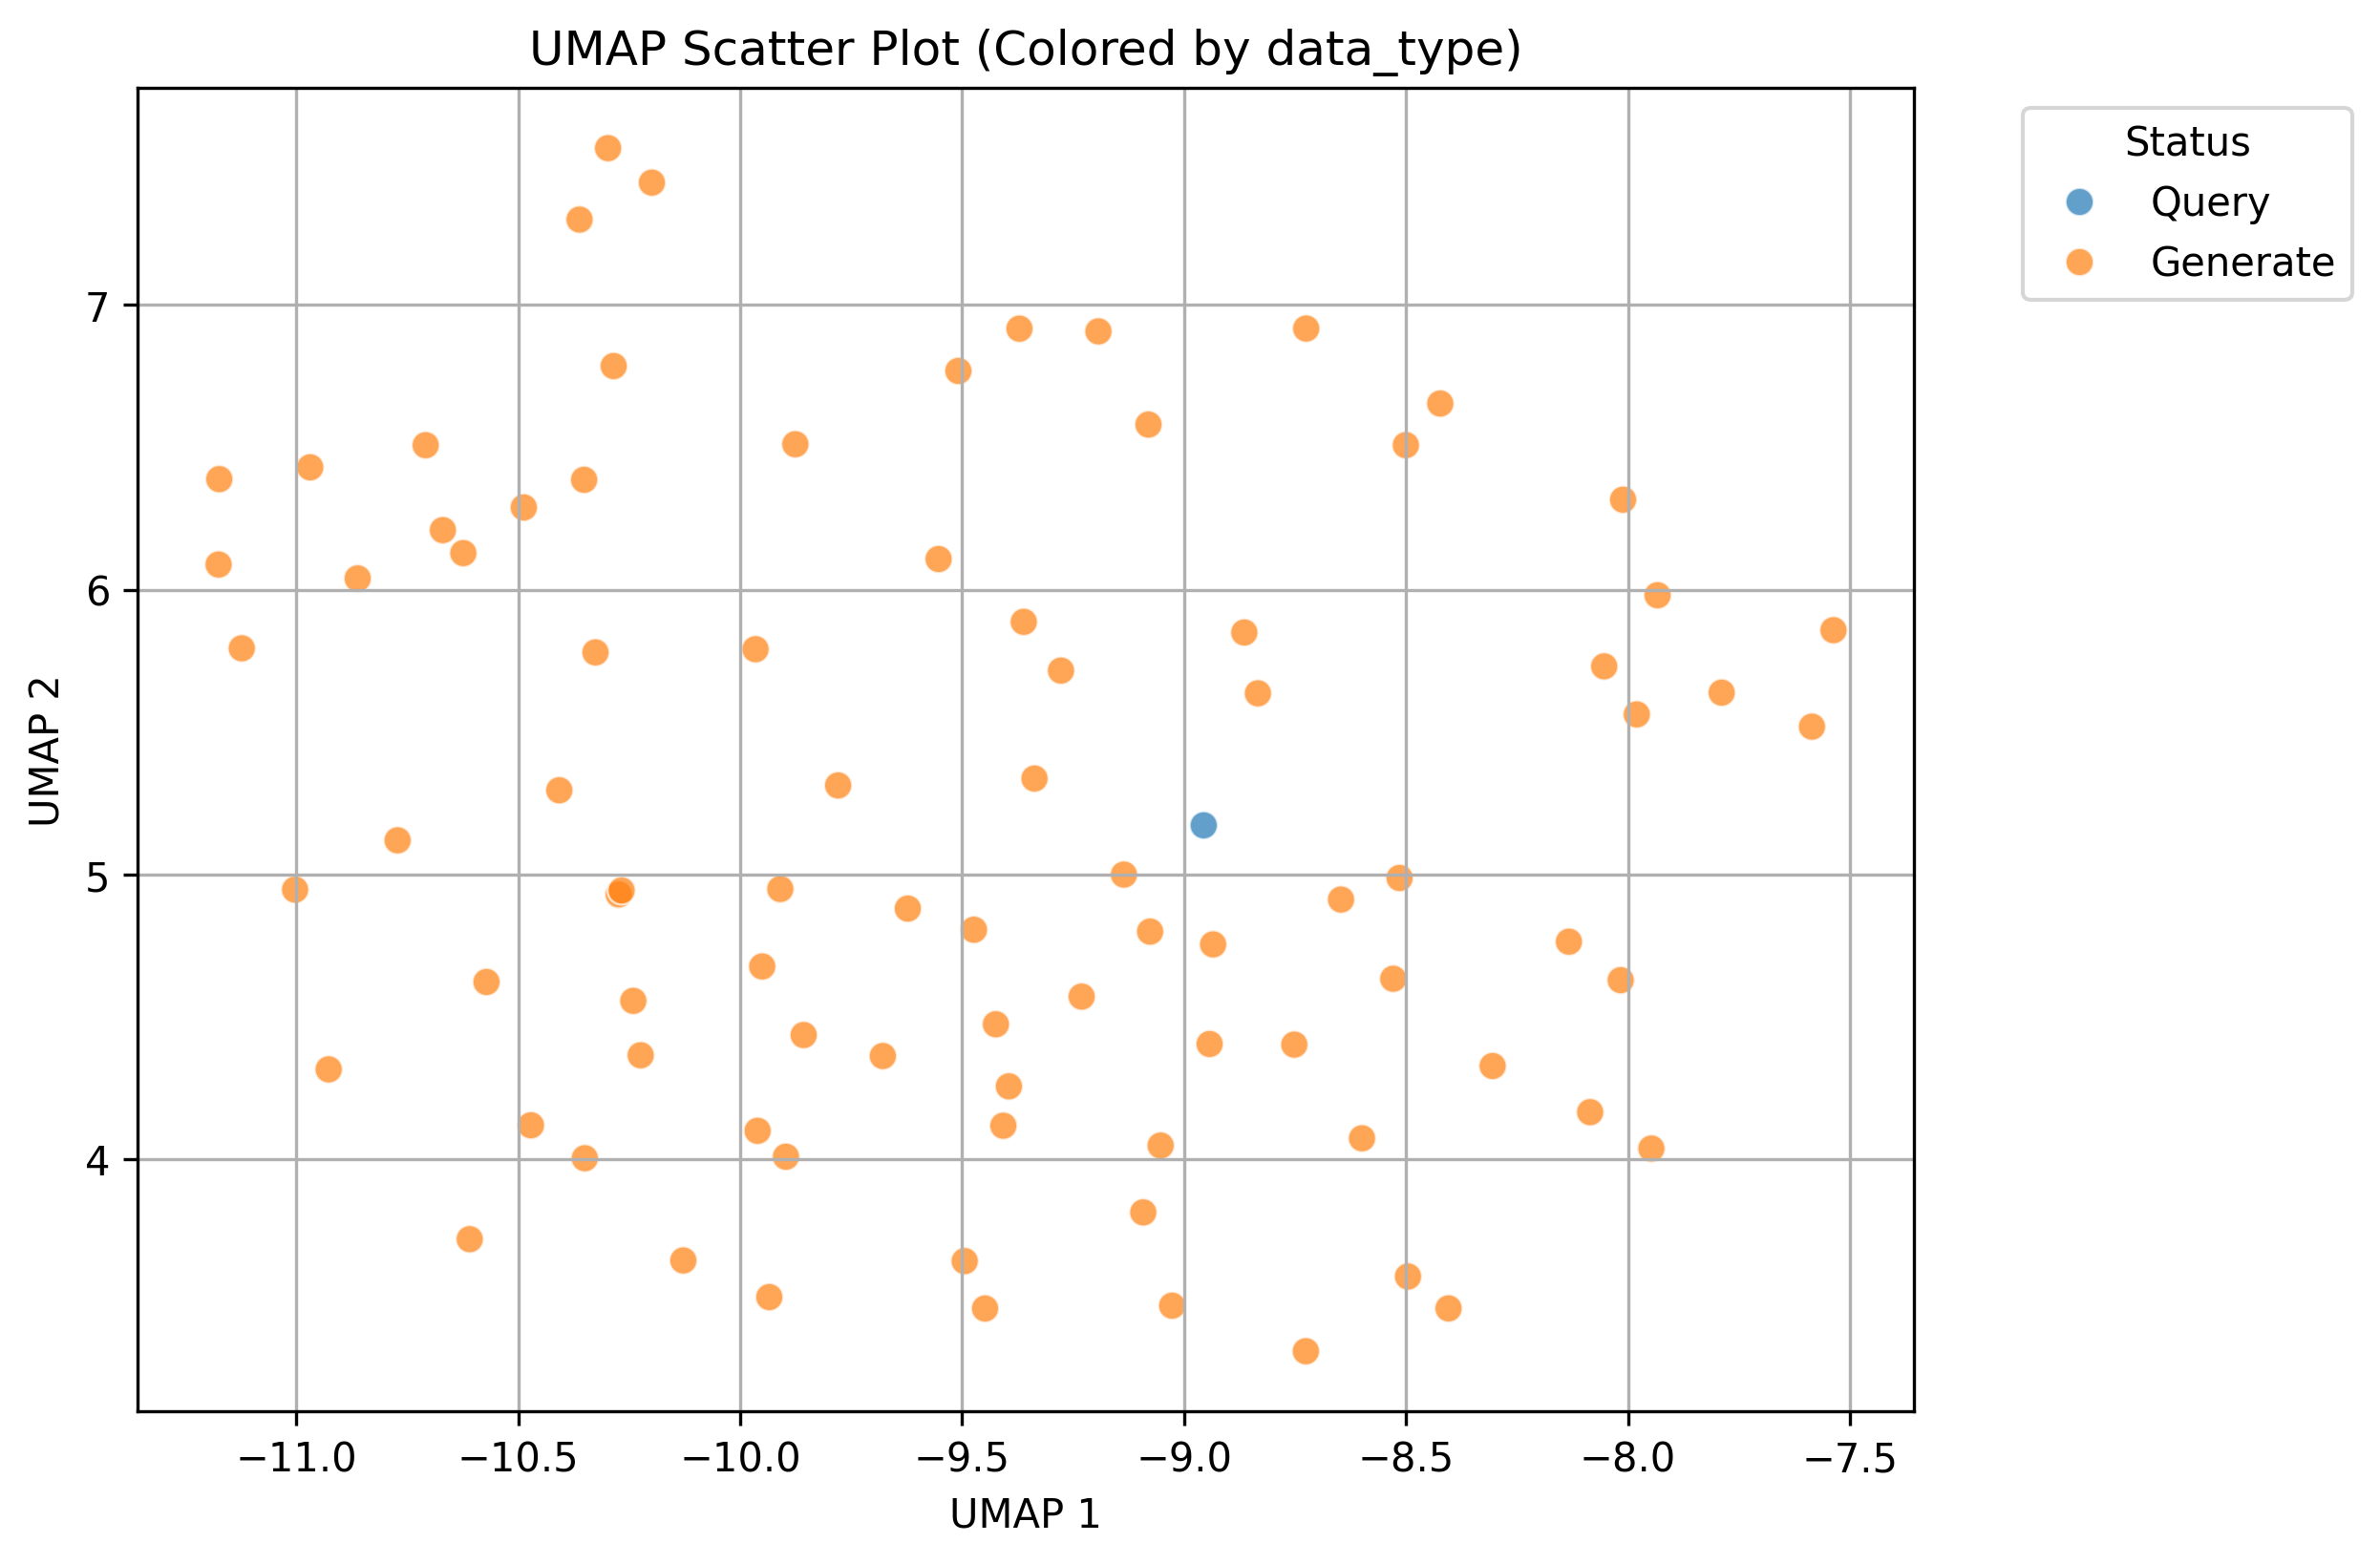 UMAP Scatter Plot (Colored by data_type)
Status
Query
Generate
7
6
5
4
UMAP 2
−11.0 −10.5 −10.0 −9.5 −9.0 −8.5 −8.0 −7.5
UMAP 1